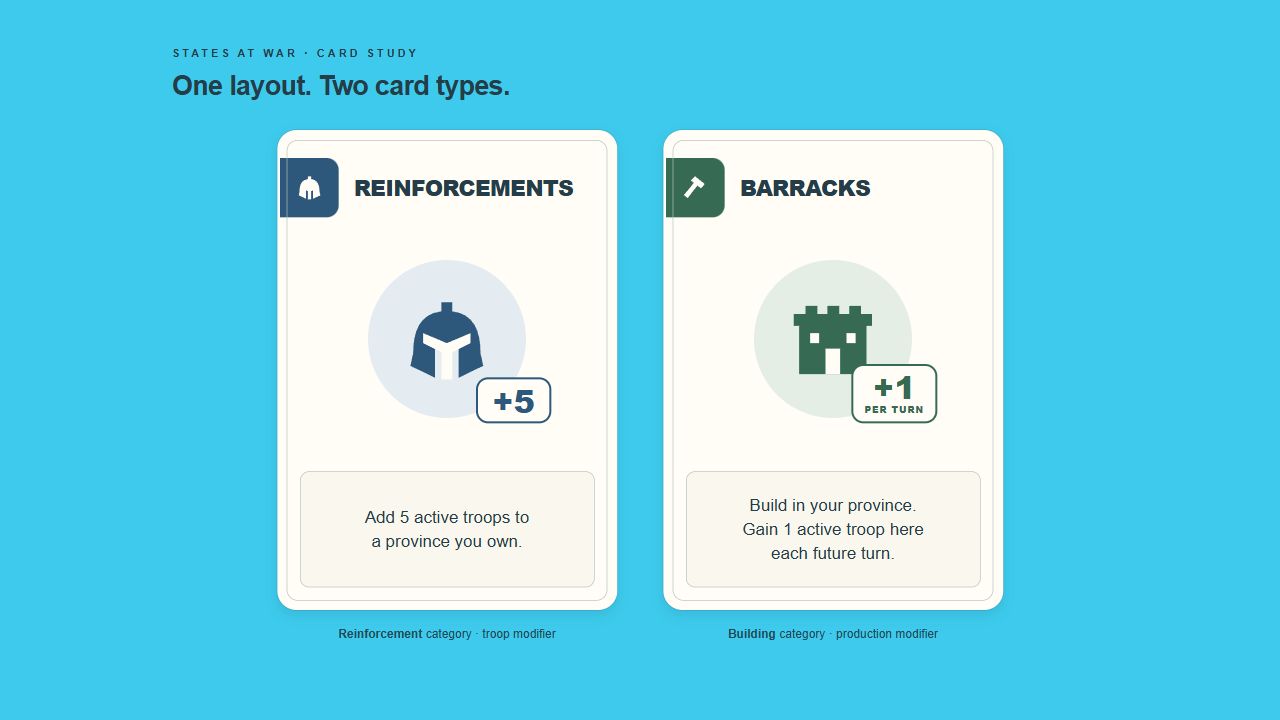 STATES AT WAR · CARD STUDY
One layout. Two card types.
REINFORCEMENTS
+5
Add 5 active troops to
a province you own.
Reinforcement category · troop modifier
BARRACKS
+1
PER TURN
Build in your province.
Gain 1 active troop here
each future turn.
Building category · production modifier